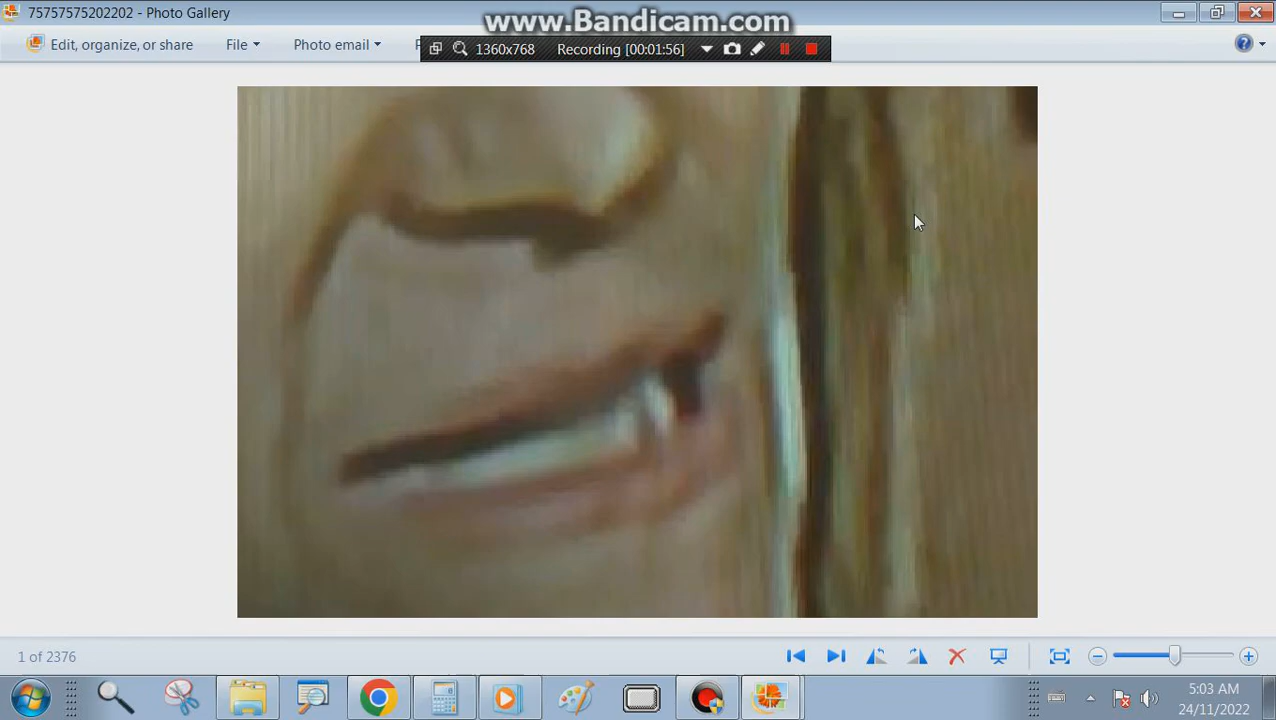 75757575202202 - Photo Gallery
www.Bandicam.com
Edit, organize, or share
File
Photo email
1360x768
Recording [00:01:56]
1 of 2376
5:03 AM
24/11/2022